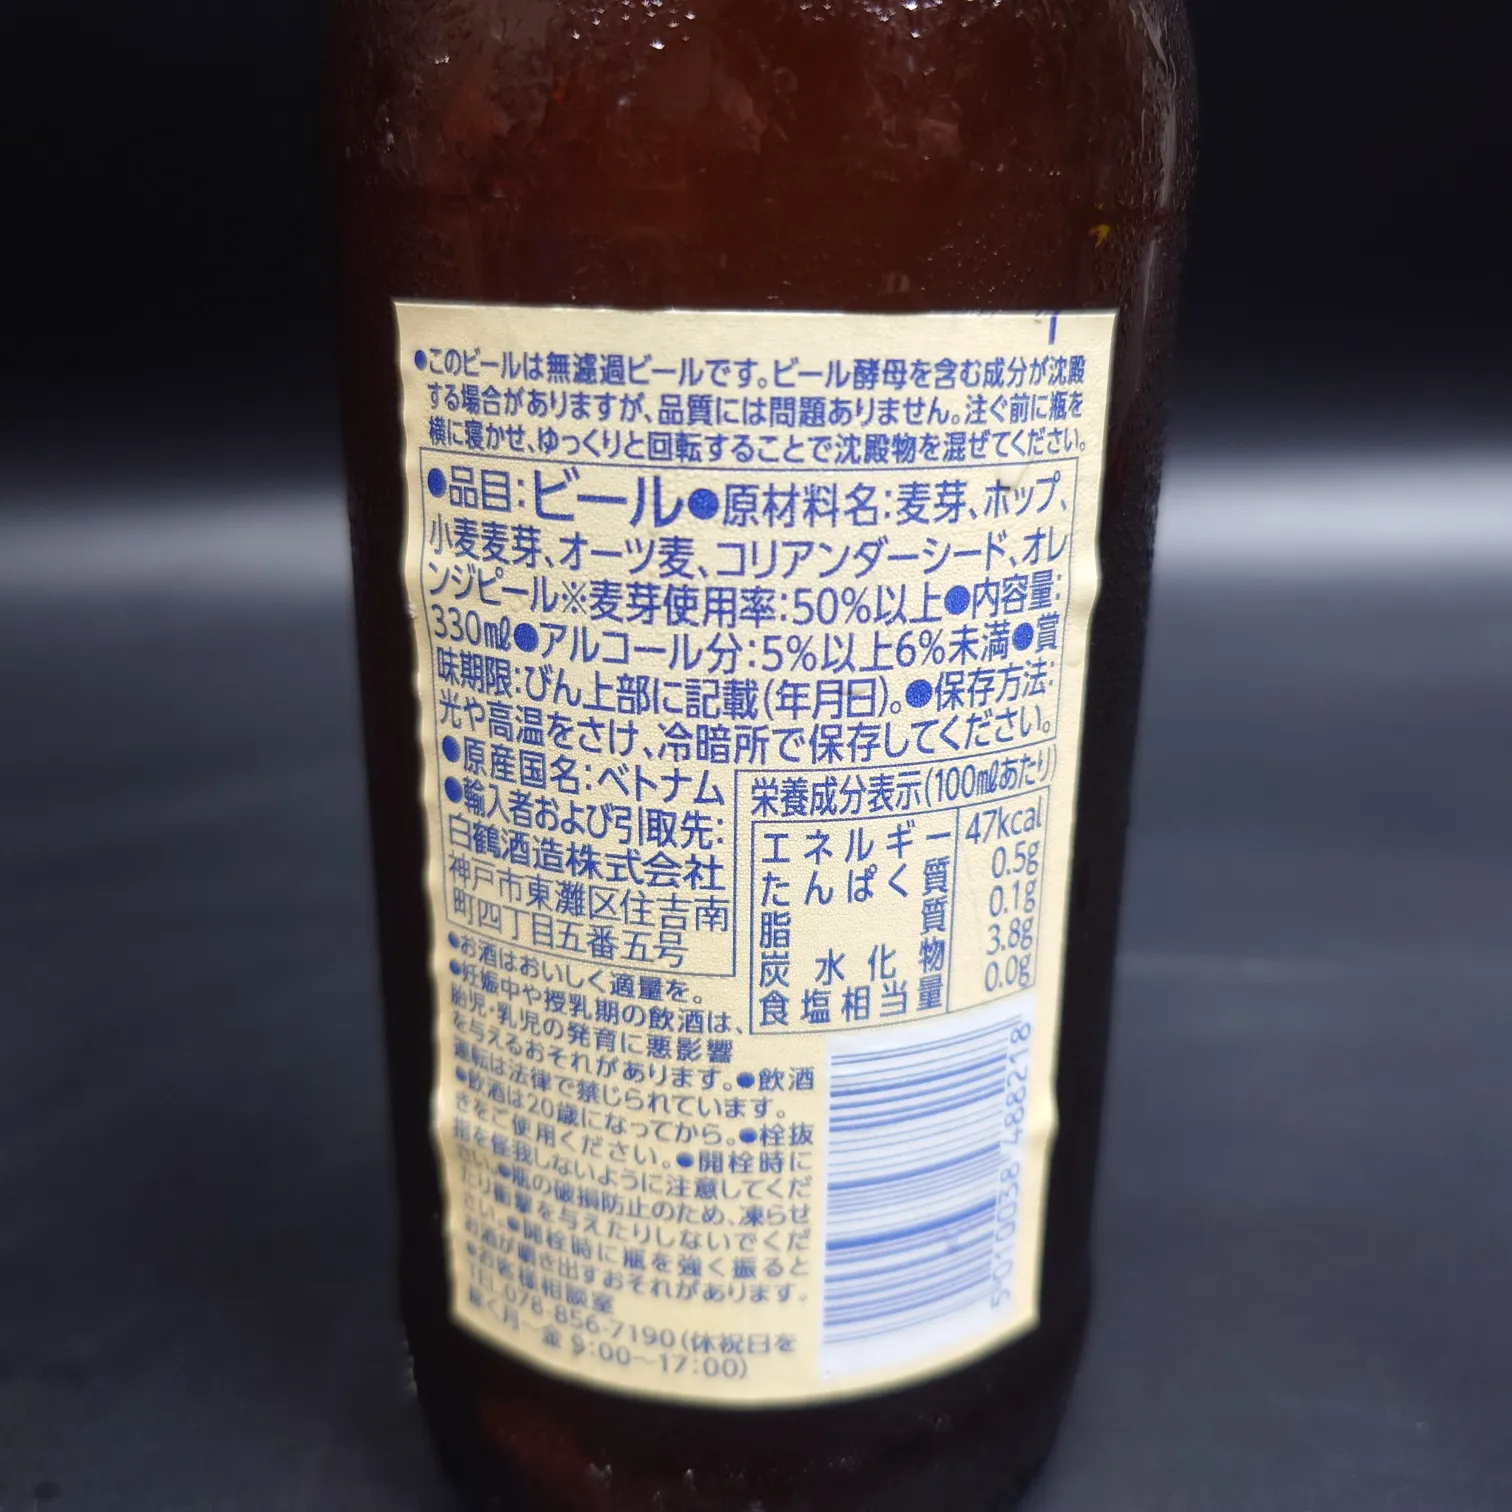 ●このビールは無濾過ビールです。ビール酵母を含む成分が沈殿
する場合がありますが、品質には問題ありません。注ぐ前に瓶を
横に寝かせ、ゆっくりと回転することで沈殿物を混ぜてください。
●品目:ビール●原材料名:麦芽、ホップ、
小麦麦芽、オーツ麦、コリアンダーシード、オレ
ンジピール※麦芽使用率:50%以上●内容量:
330㎖●アルコール分:5%以上6%未満●賞
味期限:びん上部に記載(年月日)。●保存方法:
光や高温をさけ、冷暗所で保存してください。
●原産国名:ベトナム
●輸入者および引取先:
白鶴酒造株式会社
神戸市東灘区住吉南
町四丁目五番五号
栄養成分表示(100㎖あたり)
エネルギー 47kcal
たんぱく質 0.5g
脂質 0.1g
炭水化物 3.8g
食塩相当量 0.0g
●お酒はおいしく適量を。
●妊娠中や授乳期の飲酒は、
胎児・乳児の発育に悪影響
を与えるおそれがあります。●飲酒
運転は法律で禁じられています。
●飲酒は20歳になってから。●栓抜
きをご使用ください。●開栓時に
指を怪我しないように注意してくだ
さい。●瓶の破損防止のため、凍らせ
たり衝撃を与えたりしないでくだ
さい。●開栓時に瓶を強く振ると
お酒が噴き出すおそれがあります。
●お客様相談室
TEL.078-856-7190(休祝日を
除く月〜金 9:00〜17:00)
5 010038 488218